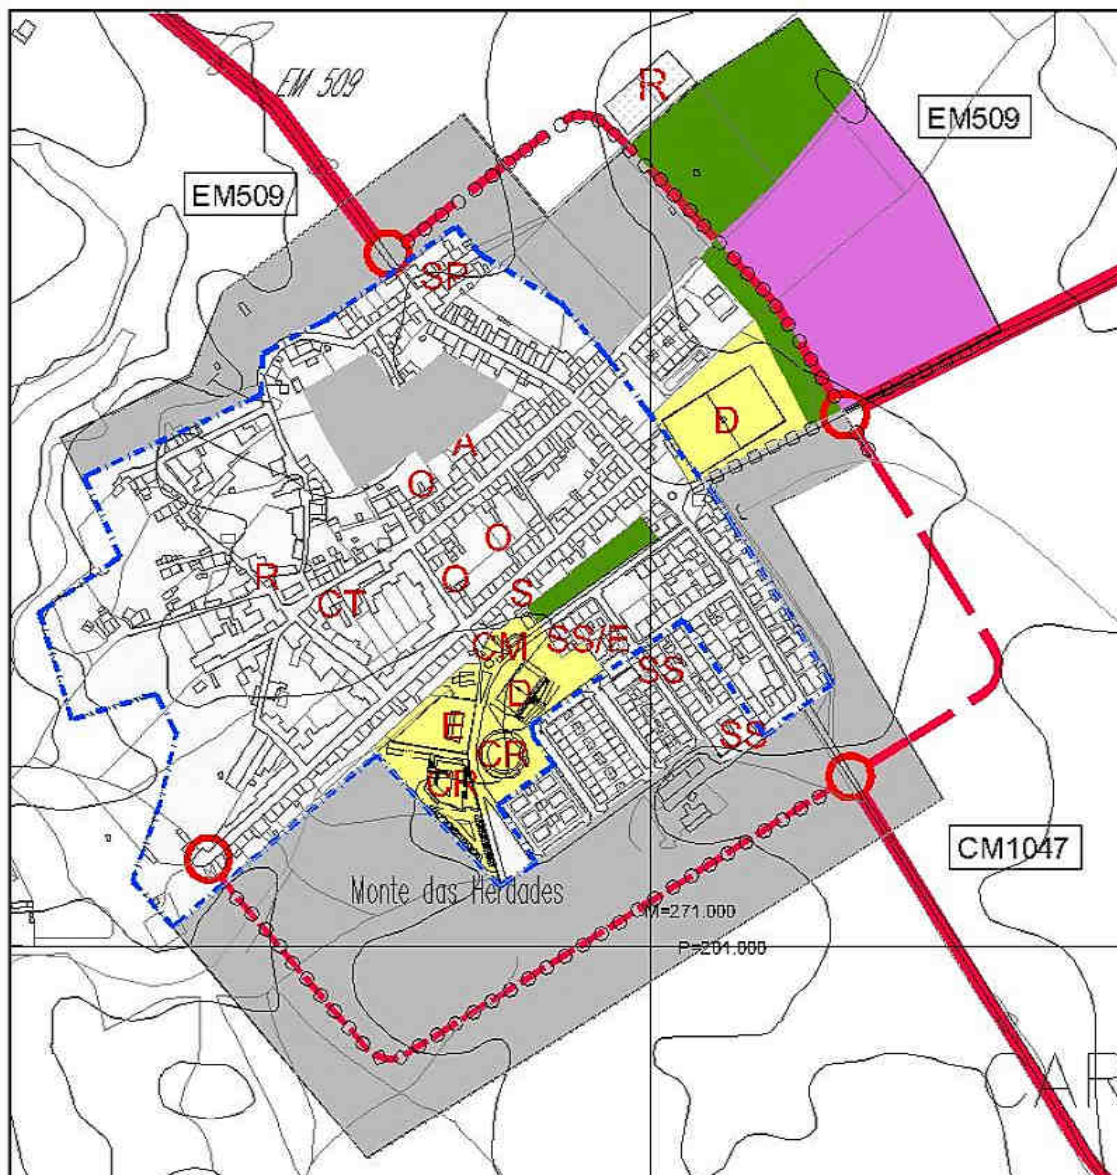 R
EM 509
EM509
EM509
SP
D
A
O
O
O
R
CT
S
CM
SS/E
SS
D
E
CR
SS
CR
CM1047
Monte das Herdades
M=271.000
P=201.000
CAR